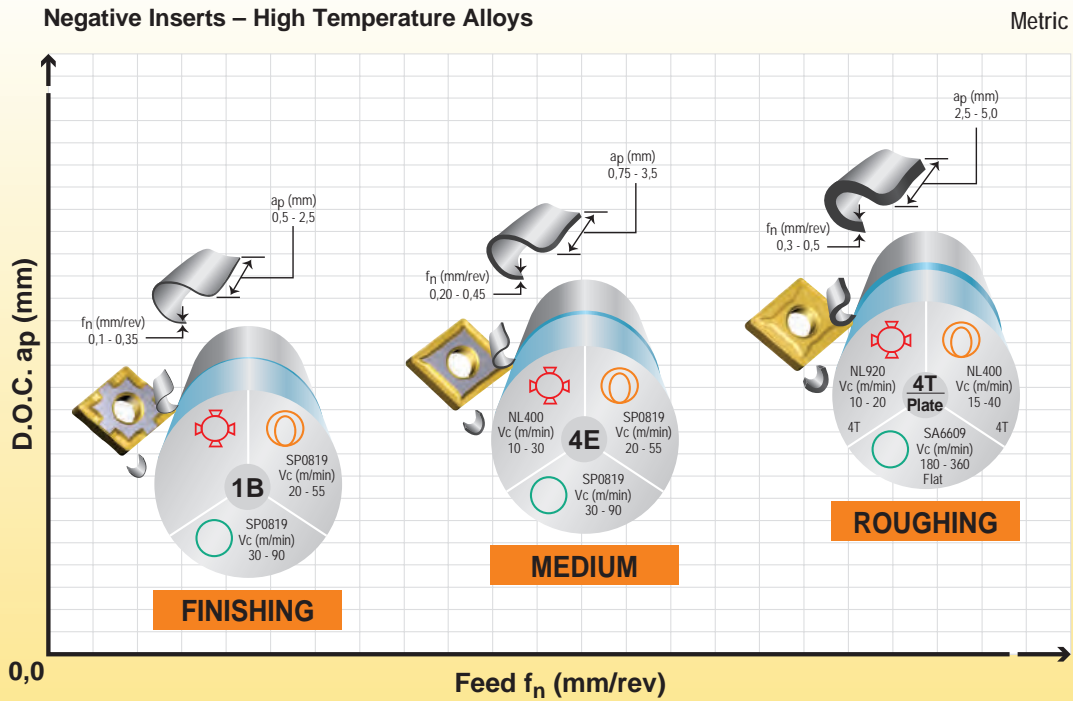 Negative Inserts – High Temperature Alloys
Metric
D.O.C. ap (mm)
ap (mm)
0,5 - 2,5
fn (mm/rev)
0,1 - 0,35
SP0819
Vc (m/min)
20 - 55
1B
SP0819
Vc (m/min)
30 - 90
FINISHING
ap (mm)
0,75 - 3,5
fn (mm/rev)
0,20 - 0,45
NL400
Vc (m/min)
10 - 30
4E
SP0819
Vc (m/min)
20 - 55
SP0819
Vc (m/min)
30 - 90
MEDIUM
ap (mm)
2,5 - 5,0
fn (mm/rev)
0,3 - 0,5
NL920
Vc (m/min)
10 - 20
4T
4T
Plate
NL400
Vc (m/min)
15 -40
4T
SA6609
Vc (m/min)
180 - 360
Flat
ROUGHING
0,0
Feed fn (mm/rev)